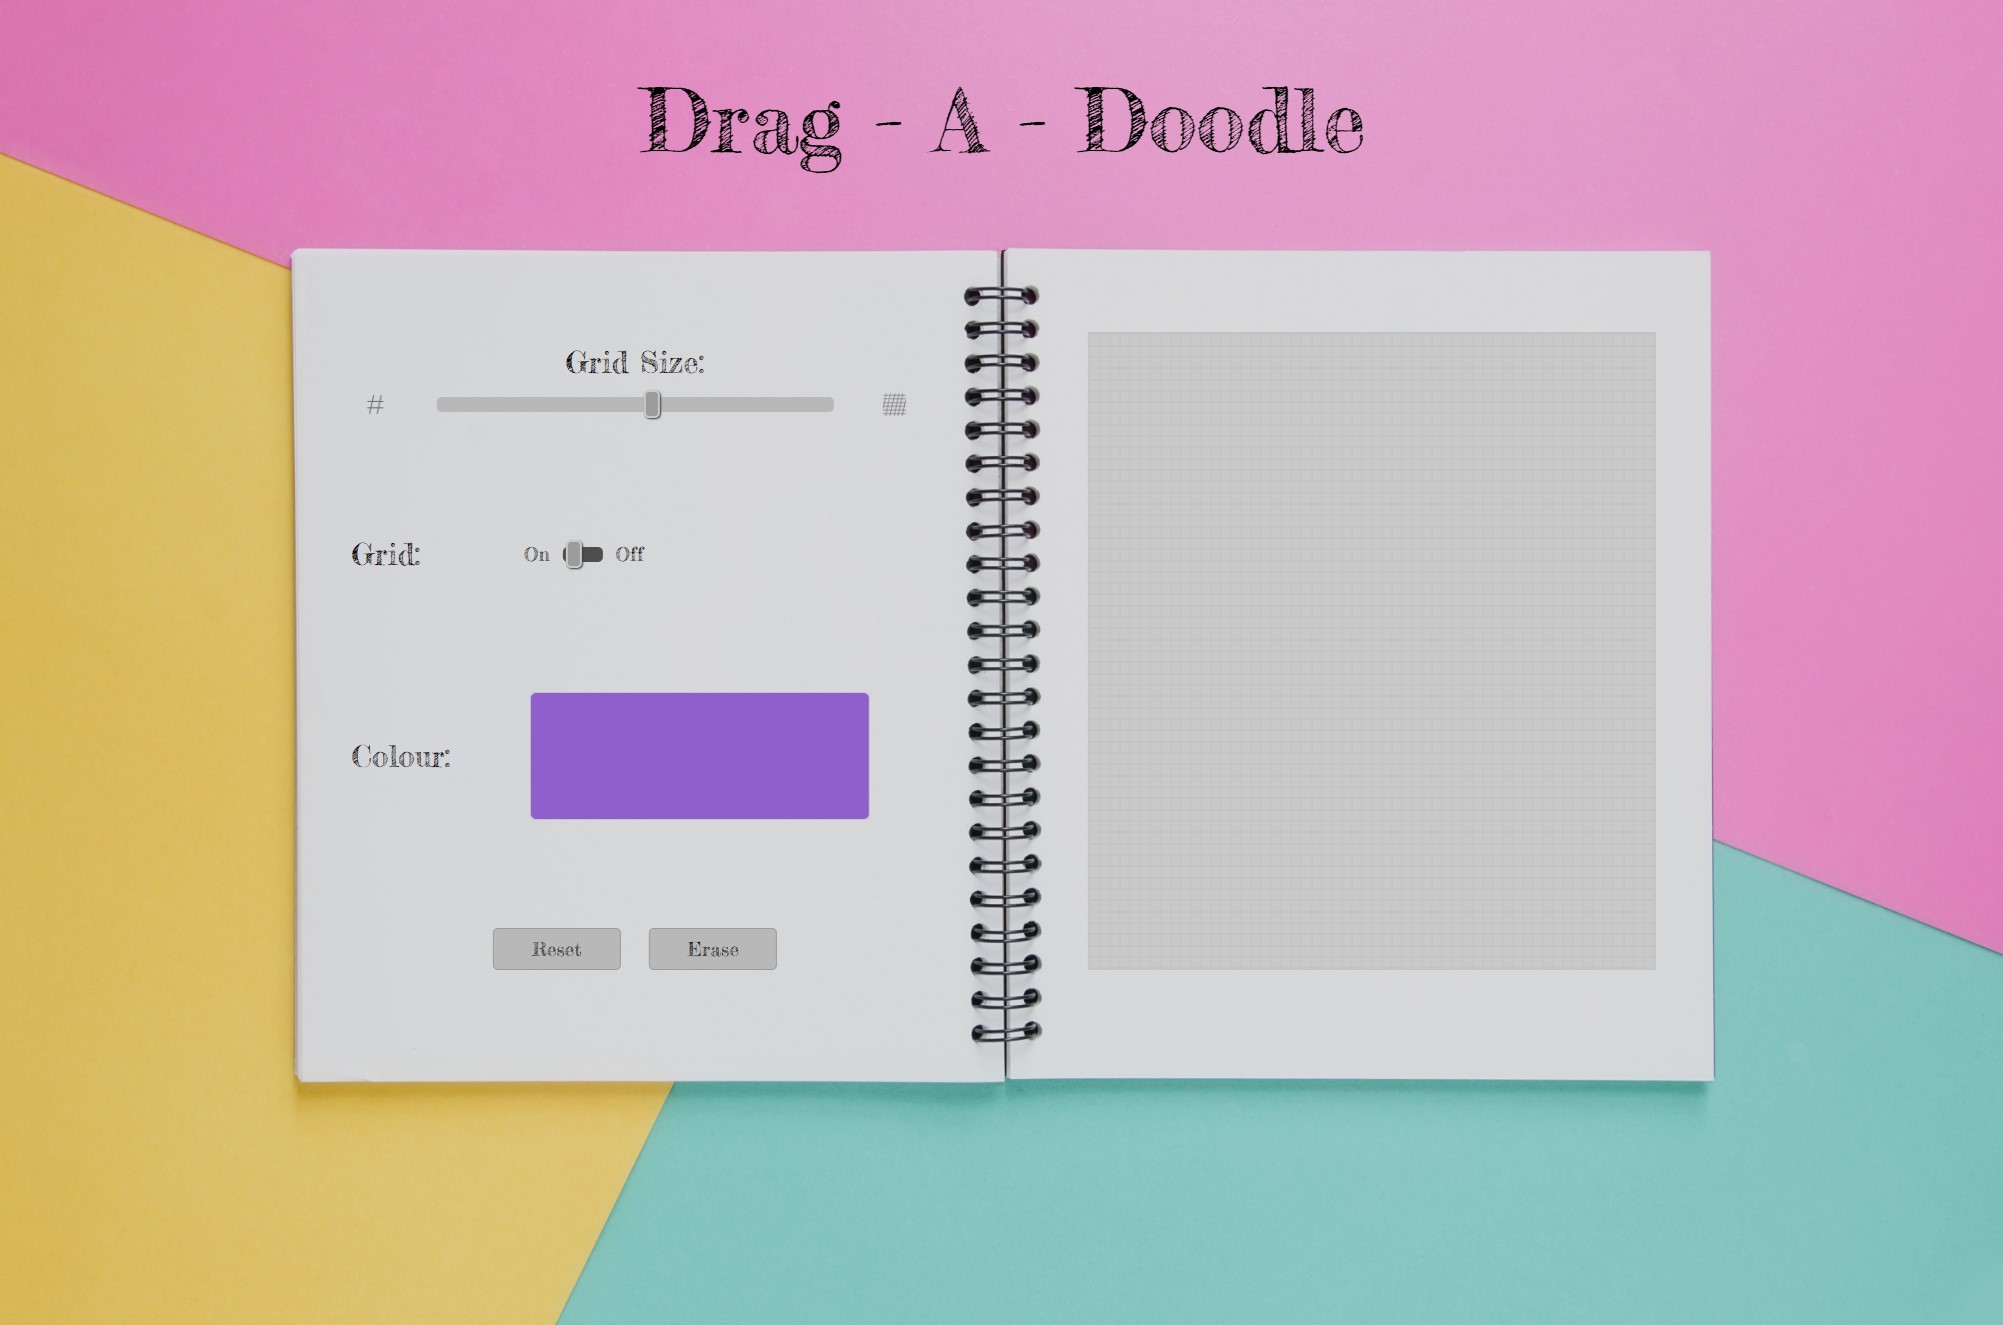 Drag - A - Doodle
Grid Size:
#
Grid:
On
Off
Colour:
Reset
Erase